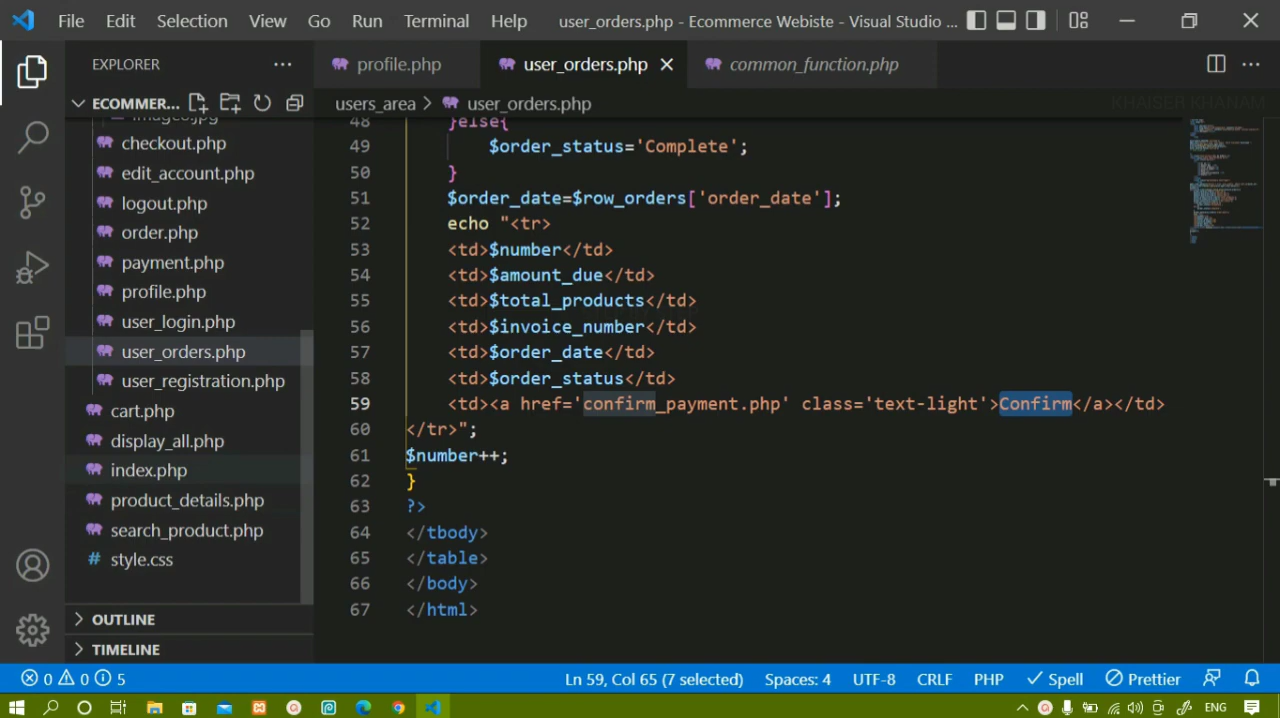 File Edit Selection View Go Run Terminal Help user_orders.php - Ecommerce Webiste - Visual Studio ...
EXPLORER ...
profile.php user_orders.php common_function.php ...
ECOMMER...
users_area > user_orders.php
KHAISER KHANAM
image6.jpg
checkout.php
edit_account.php
logout.php
order.php
payment.php
profile.php
user_login.php
user_orders.php
user_registration.php
cart.php
display_all.php
index.php
product_details.php
search_product.php
# style.css
OUTLINE
TIMELINE
48 }else{
49 $order_status='Complete';
50 }
51 $order_date=$row_orders['order_date'];
52 echo "<tr>
53 <td>$number</td>
54 <td>$amount_due</td>
55 <td>$total_products</td>
56 <td>$invoice_number</td>
57 <td>$order_date</td>
58 <td>$order_status</td>
59 <td><a href='confirm_payment.php' class='text-light'>Confirm</a></td>
60 </tr>";
61 $number++;
62 }
63 ?>
64 </tbody>
65 </table>
66 </body>
67 </html>
0 0 5 Ln 59, Col 65 (7 selected) Spaces: 4 UTF-8 CRLF PHP Spell Prettier
ENG